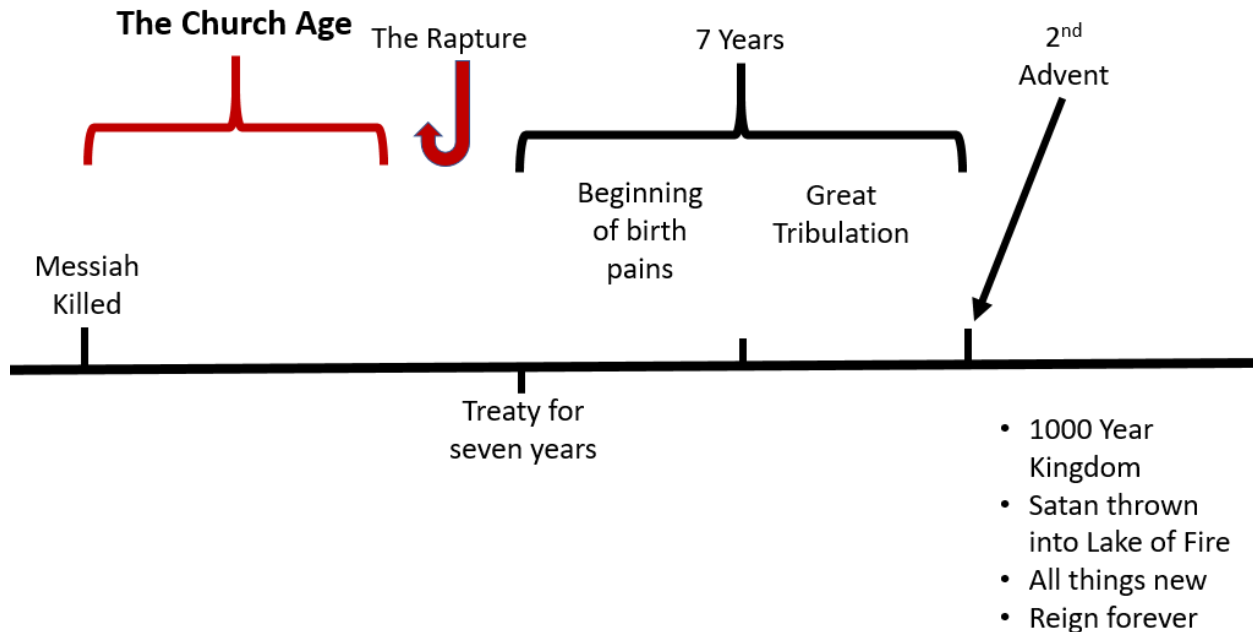 The Church Age
The Rapture
7 Years
2nd
Advent
Beginning
of birth
pains
Great
Tribulation
Messiah
Killed
Treaty for
seven years
• 1000 Year
Kingdom
• Satan thrown
into Lake of Fire
• All things new
• Reign forever